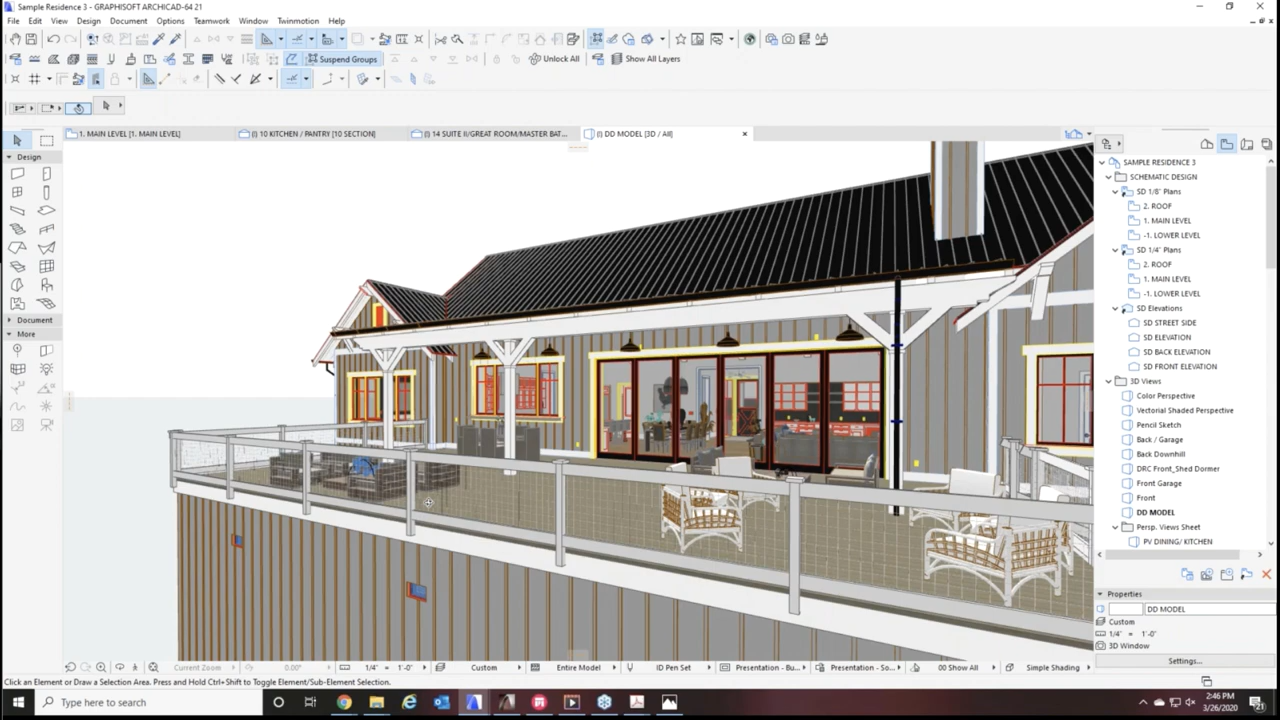 Sample Residence 3 - GRAPHISOFT ARCHICAD-64 21
File Edit View Design Document Options Teamwork Window Twinmotion Help
Suspend Groups
Unlock All
Show All Layers
1. MAIN LEVEL [1. MAIN LEVEL]
(!) 10 KITCHEN / PANTRY [10 SECTION]
(!) 14 SUITE II/GREAT ROOM/MASTER BAT...
(!) DD MODEL [3D / All]
Design
Document
More
SAMPLE RESIDENCE 3
SCHEMATIC DESIGN
SD 1/8" Plans
2. ROOF
1. MAIN LEVEL
-1. LOWER LEVEL
SD 1/4" Plans
2. ROOF
1. MAIN LEVEL
-1. LOWER LEVEL
SD Elevations
SD STREET SIDE
SD ELEVATION
SD BACK ELEVATION
SD FRONT ELEVATION
3D Views
Color Perspective
Vectorial Shaded Perspective
Pencil Sketch
Back / Garage
Back Downhill
DRC Front_Shed Dormer
Front Garage
Front
DD MODEL
Persp. Views Sheet
PV DINING/ KITCHEN
Properties
DD MODEL
Custom
1/4" = 1'-0"
3D Window
Settings...
Current Zoom
0.00°
1/4" = 1'-0"
Custom
Entire Model
ID Pen Set
Presentation - Bu...
Presentation - So...
00 Show All
Simple Shading
Click an Element or Draw a Selection Area. Press and Hold Ctrl+Shift to Toggle Element/Sub-Element Selection.
Type here to search
2:46 PM
3/26/2020
21